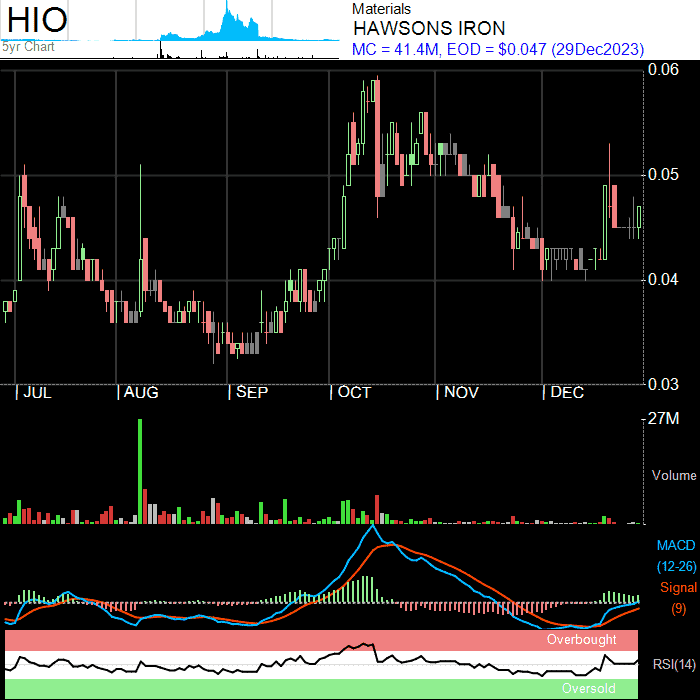 HIO
5yr Chart
Materials
HAWSONS IRON
MC = 41.4M, EOD = $0.047 (29Dec2023)
0.06
0.05
0.04
0.03
JUL AUG SEP OCT NOV DEC
27M
Volume
MACD
(12-26)
Signal
(9)
Overbought
RSI(14)
Oversold